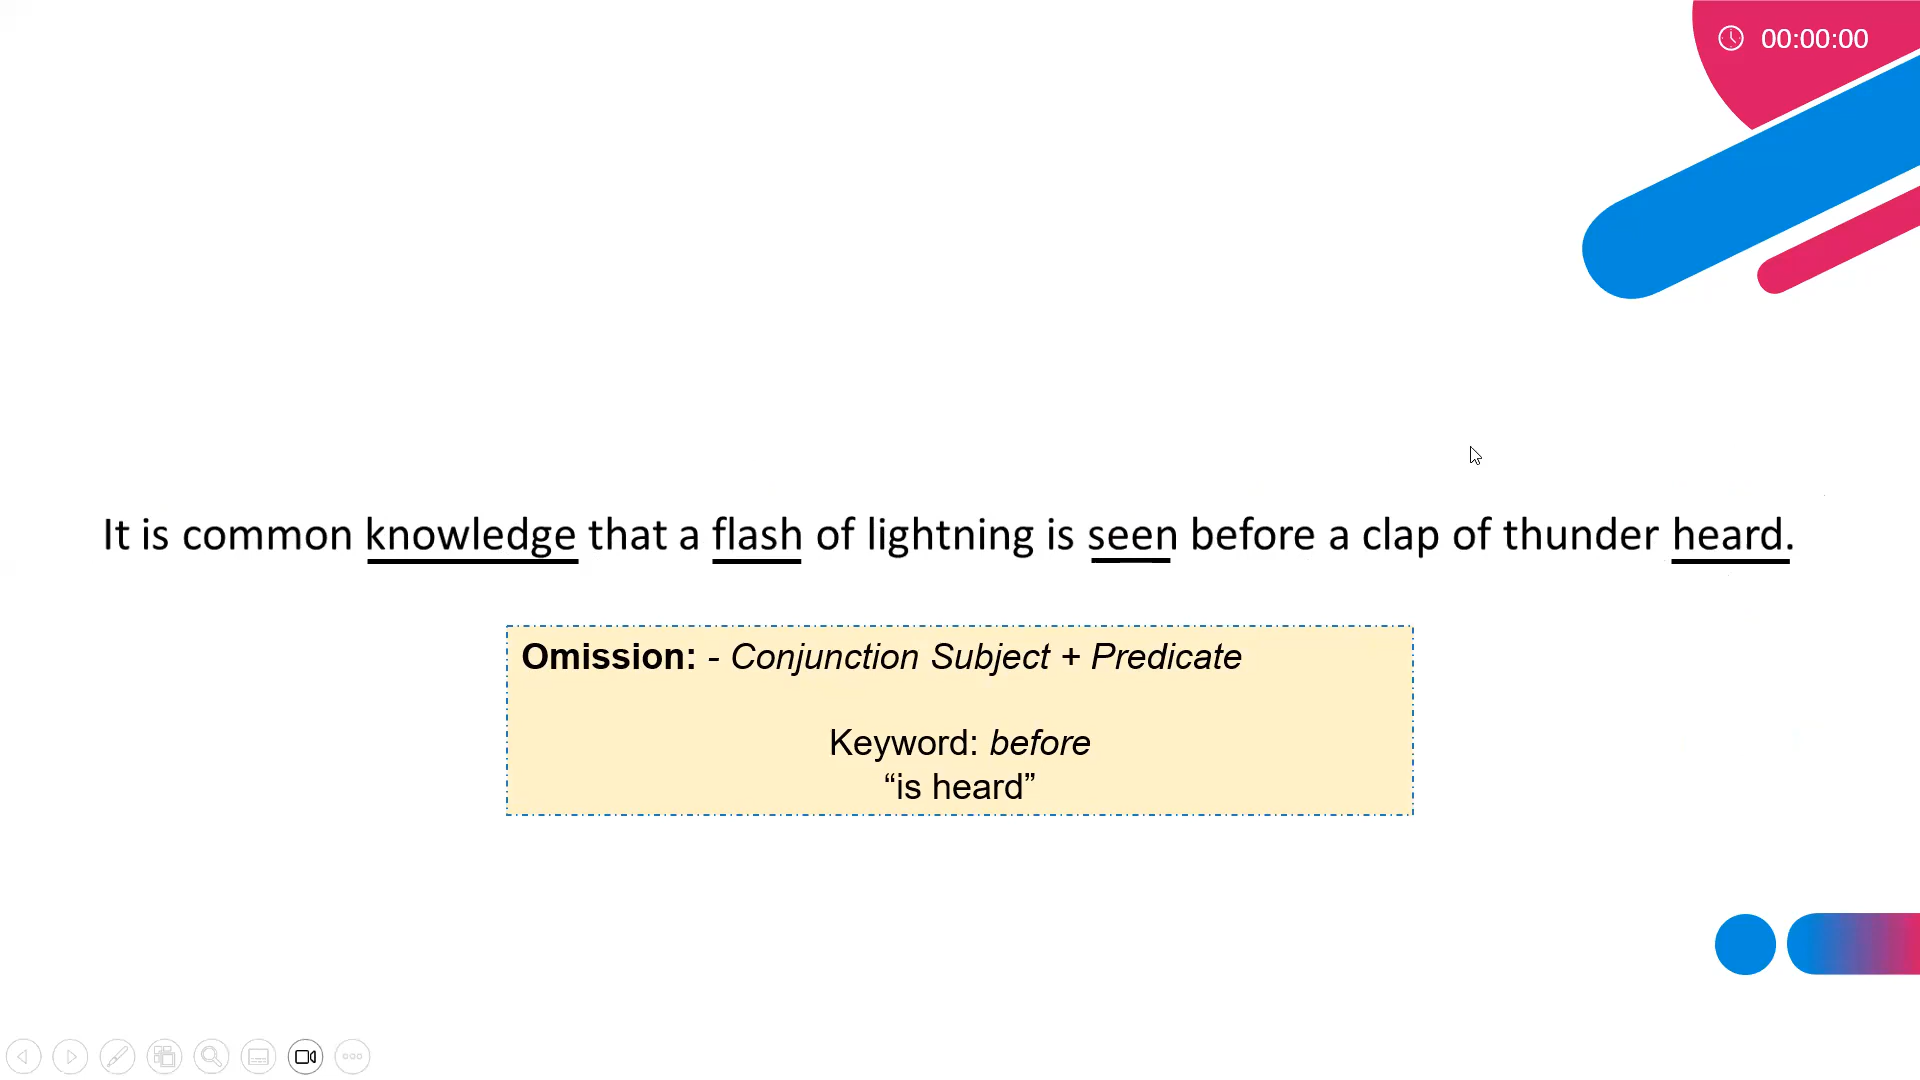 00:00:00
It is common knowledge that a flash of lightning is seen before a clap of thunder heard.
Omission: - Conjunction Subject + Predicate
Keyword: before
“is heard”